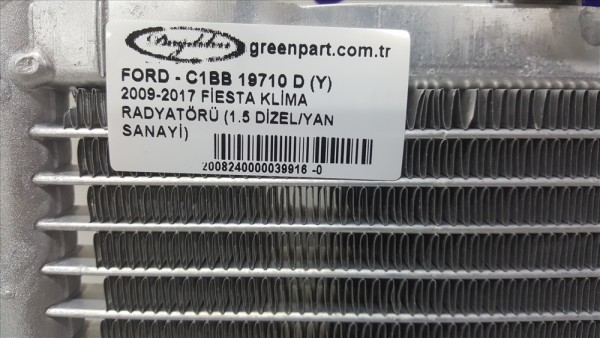 greenpart.com.tr
FORD - C1BB 19710 D (Y)
2009-2017 FİESTA KLİMA
RADYATÖRÜ (1.5 DİZEL/YAN
SANAYİ)
2008240000039916 -0